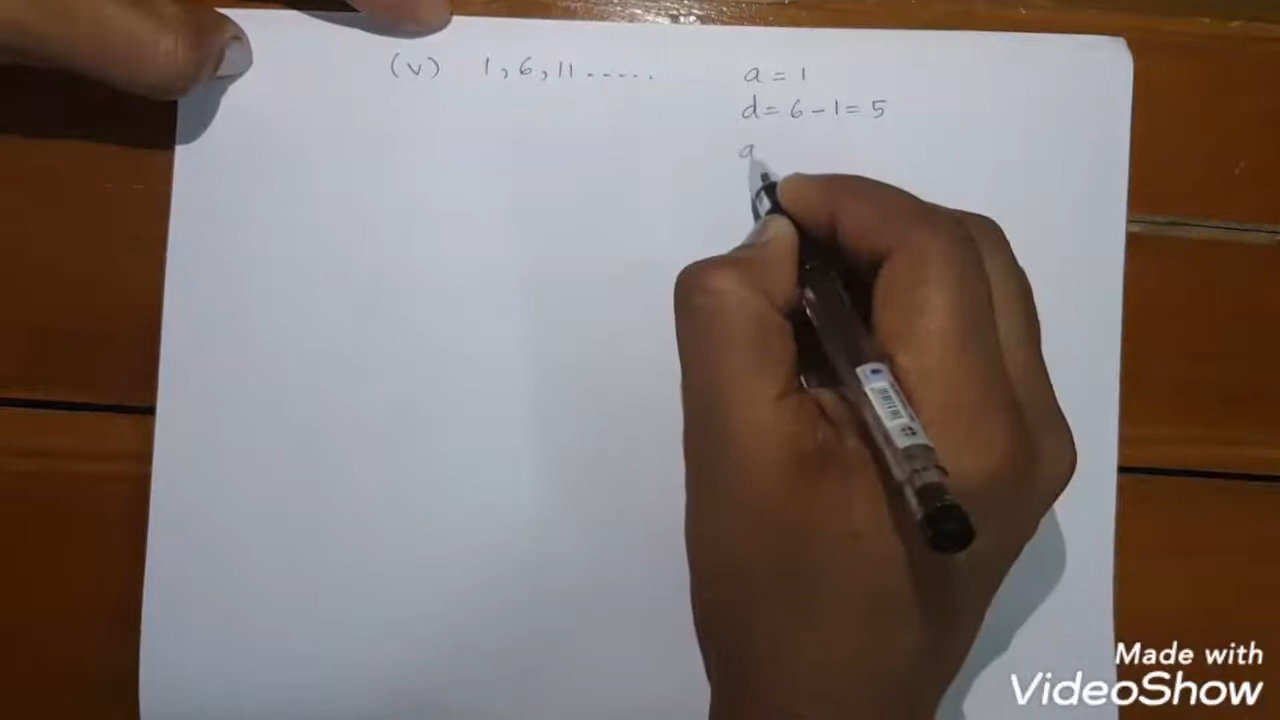 (v) 1, 6, 11 ..... a = 1
d = 6 - 1 = 5
a
Made with
VideoShow